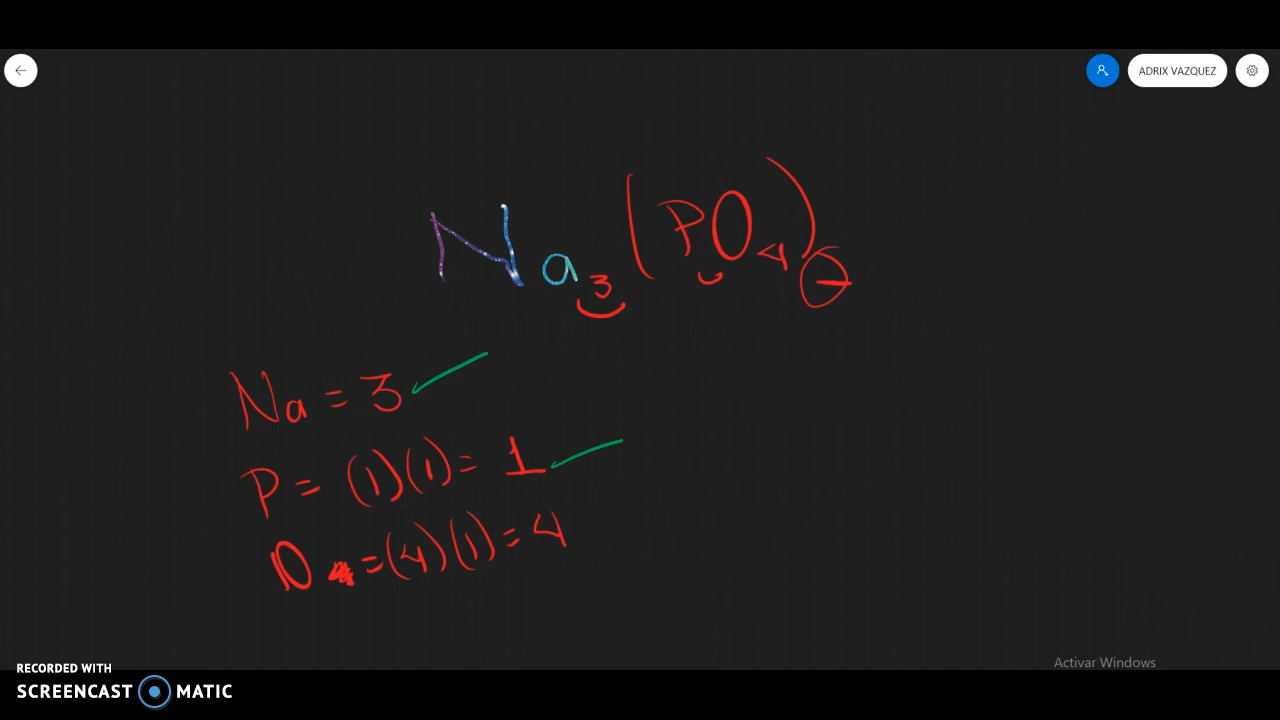 ADRIX VAZQUEZ
Na3(PO4)
Na = 3
P = (1)(1) = 1
O = (4)(1) = 4
Activar Windows
RECORDED WITH
SCREENCAST MATIC